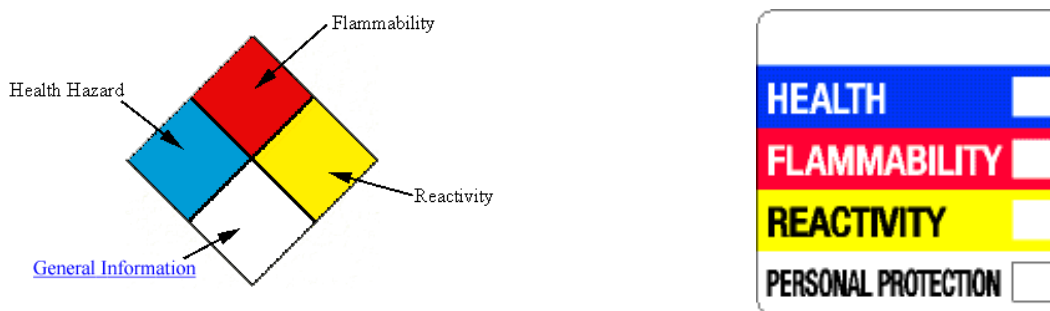 Flammability
Health Hazard
Reactivity
General Information
HEALTH
FLAMMABILITY
REACTIVITY
PERSONAL PROTECTION